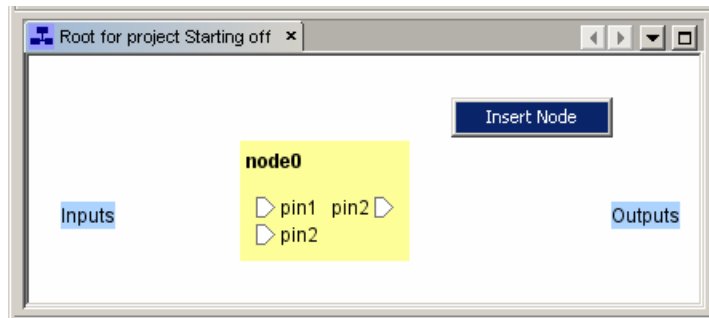 Root for project Starting off
Insert Node
node0
pin1 pin2
Inputs
Outputs
pin2